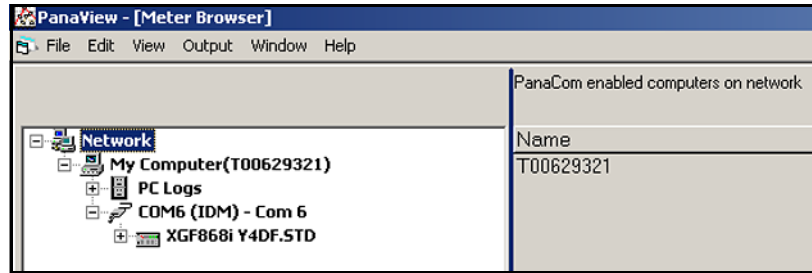 PanaView - [Meter Browser]
File Edit View Output Window Help
PanaCom enabled computers on network
Network
My Computer(T00629321)
PC Logs
COM6 (IDM) - Com 6
XGF868i Y4DF.STD
Name
T00629321